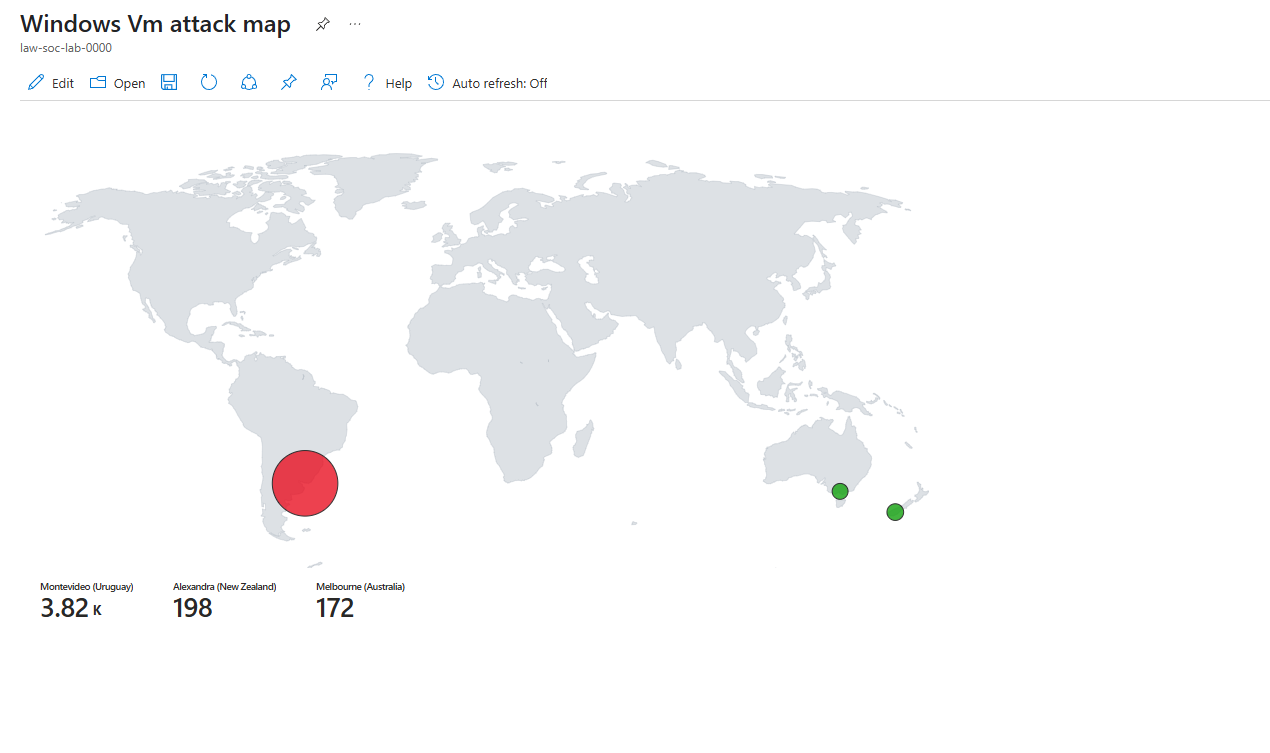 Windows Vm attack map
law-soc-lab-0000
Edit Open Help Auto refresh: Off
Montevideo (Uruguay) Alexandra (New Zealand) Melbourne (Australia)
3.82 K 198 172